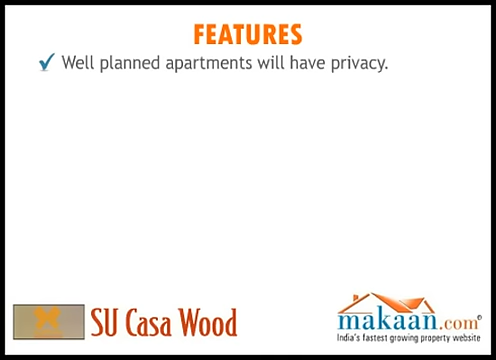 FEATURES
Well planned apartments will have privacy.
SU Casa Wood
makaan.com©
India's fastest growing property website